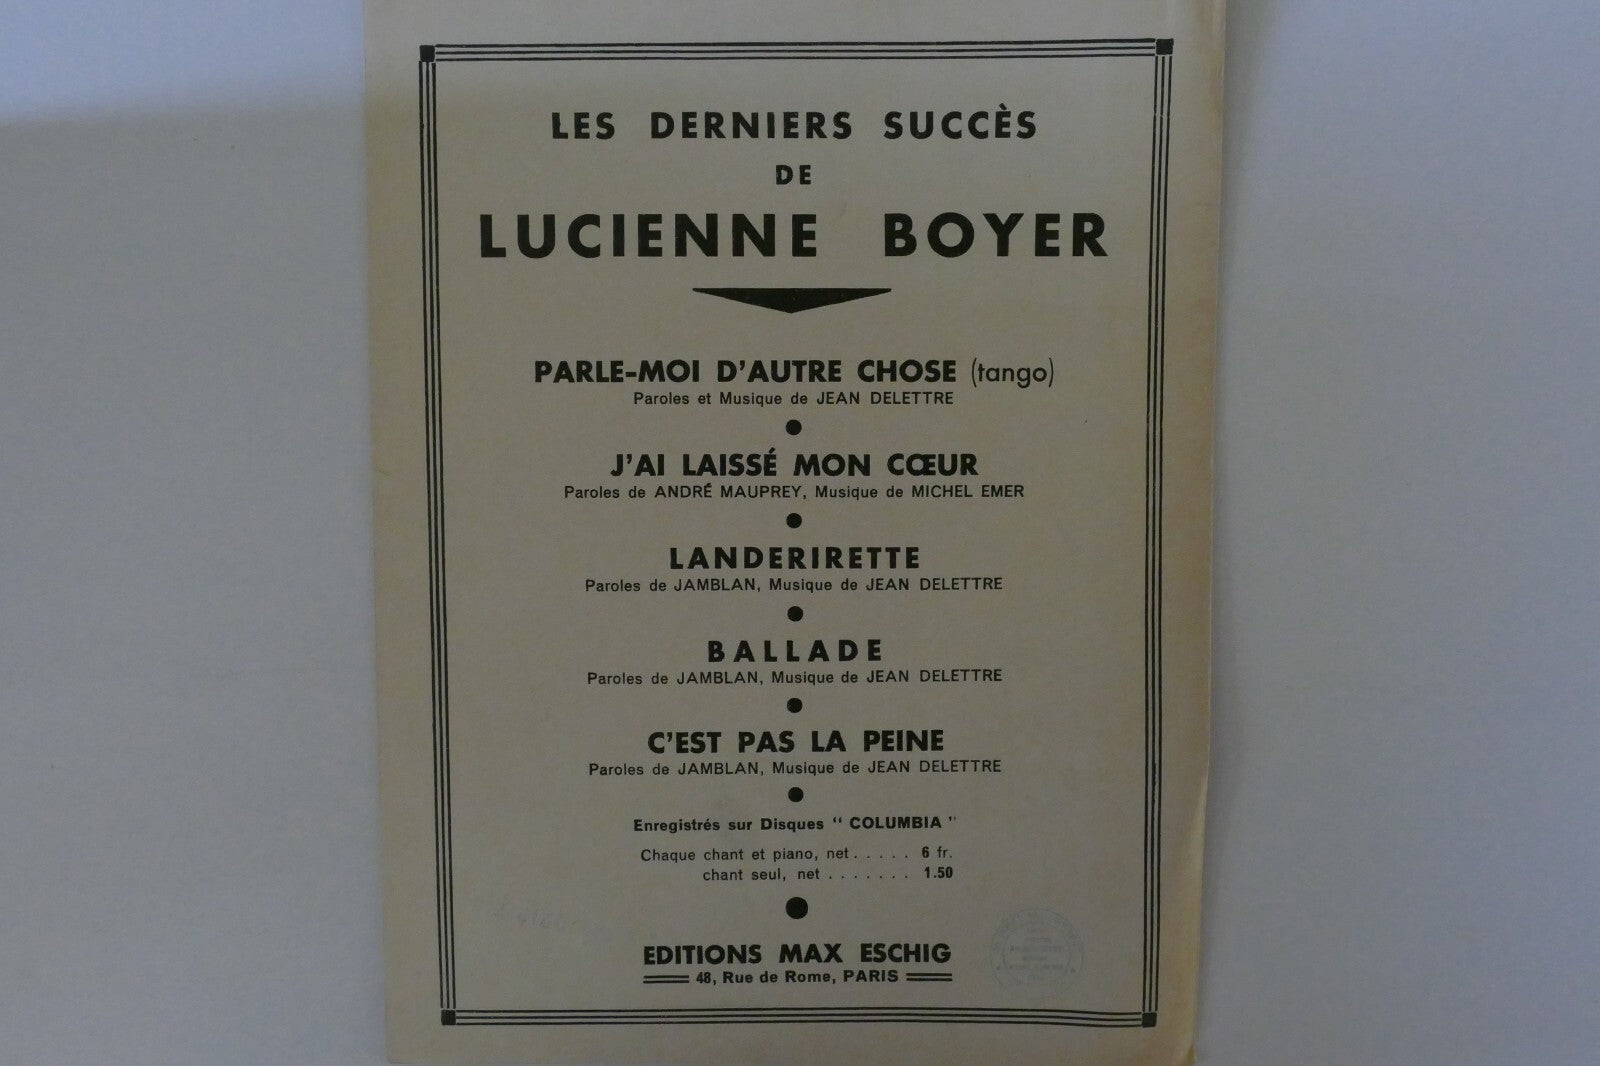 LES DERNIERS SUCCÈS
DE
LUCIENNE BOYER
PARLE-MOI D'AUTRE CHOSE (tango)
Paroles et Musique de JEAN DELETTRE
J'AI LAISSÉ MON CŒUR
Paroles de ANDRÉ MAUPREY, Musique de MICHEL EMER
LANDERIRETTE
Paroles de JAMBLAN, Musique de JEAN DELETTRE
BALLADE
Paroles de JAMBLAN, Musique de JEAN DELETTRE
C'EST PAS LA PEINE
Paroles de JAMBLAN, Musique de JEAN DELETTRE
Enregistrés sur Disques " COLUMBIA "
Chaque chant et piano, net . . . . . 6 fr.
chant seul, net . . . . . . . 1.50
EDITIONS MAX ESCHIG
48, Rue de Rome, PARIS